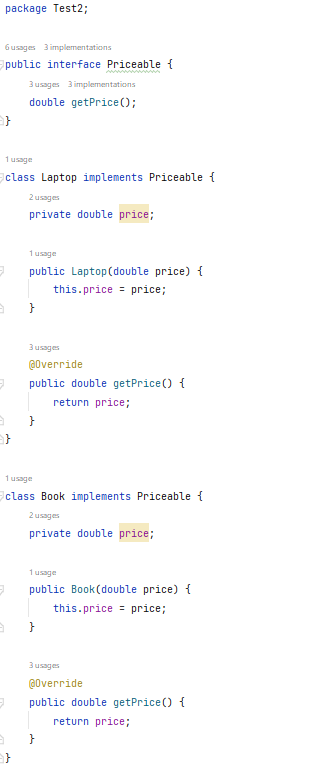 package Test2;
6 usages   3 implementations
public interface Priceable {
3 usages   3 implementations
double getPrice();
}
1 usage
class Laptop implements Priceable {
2 usages
private double price;
1 usage
public Laptop(double price) {
this.price = price;
}
3 usages
@Override
public double getPrice() {
return price;
}
}
1 usage
class Book implements Priceable {
2 usages
private double price;
1 usage
public Book(double price) {
this.price = price;
}
3 usages
@Override
public double getPrice() {
return price;
}
}